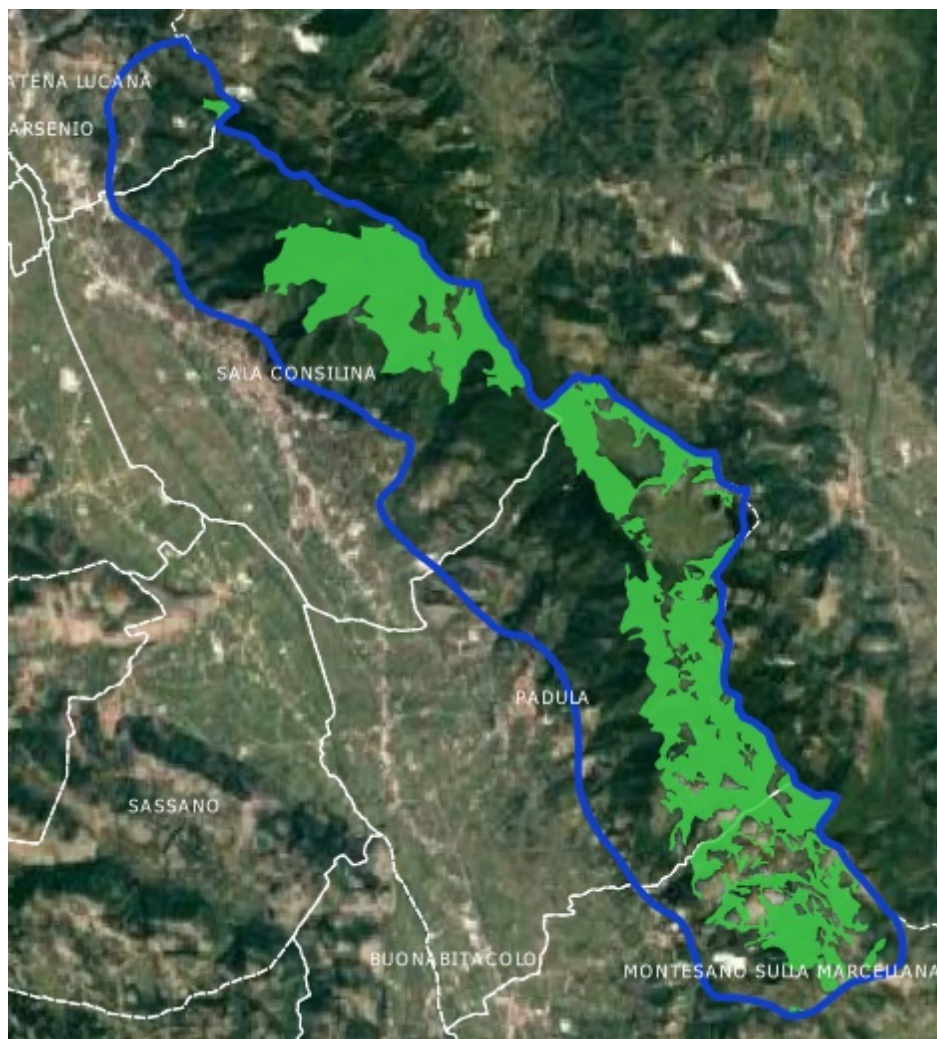 ATENA LUCANA
ARSENIO
SALA CONSILINA
PADULA
SASSANO
BUONABITACOLO
MONTESANO SULLA MARCELLANA